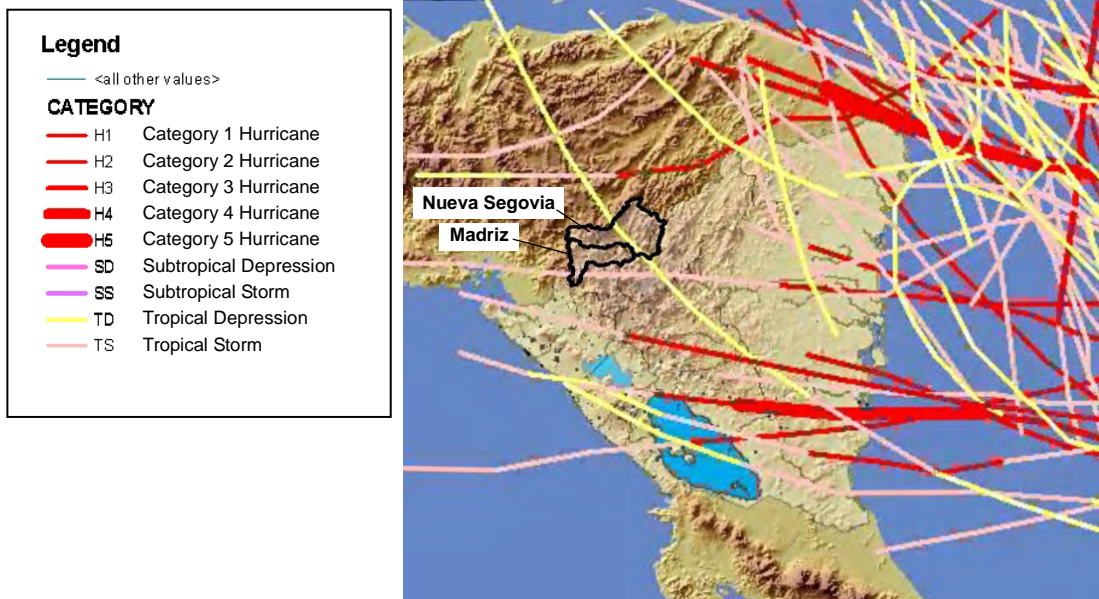 Legend
<all other values>
CATEGORY
H1 Category 1 Hurricane
H2 Category 2 Hurricane
H3 Category 3 Hurricane
H4 Category 4 Hurricane
H5 Category 5 Hurricane
SD Subtropical Depression
SS Subtropical Storm
TD Tropical Depression
TS Tropical Storm
Nueva Segovia
Madriz